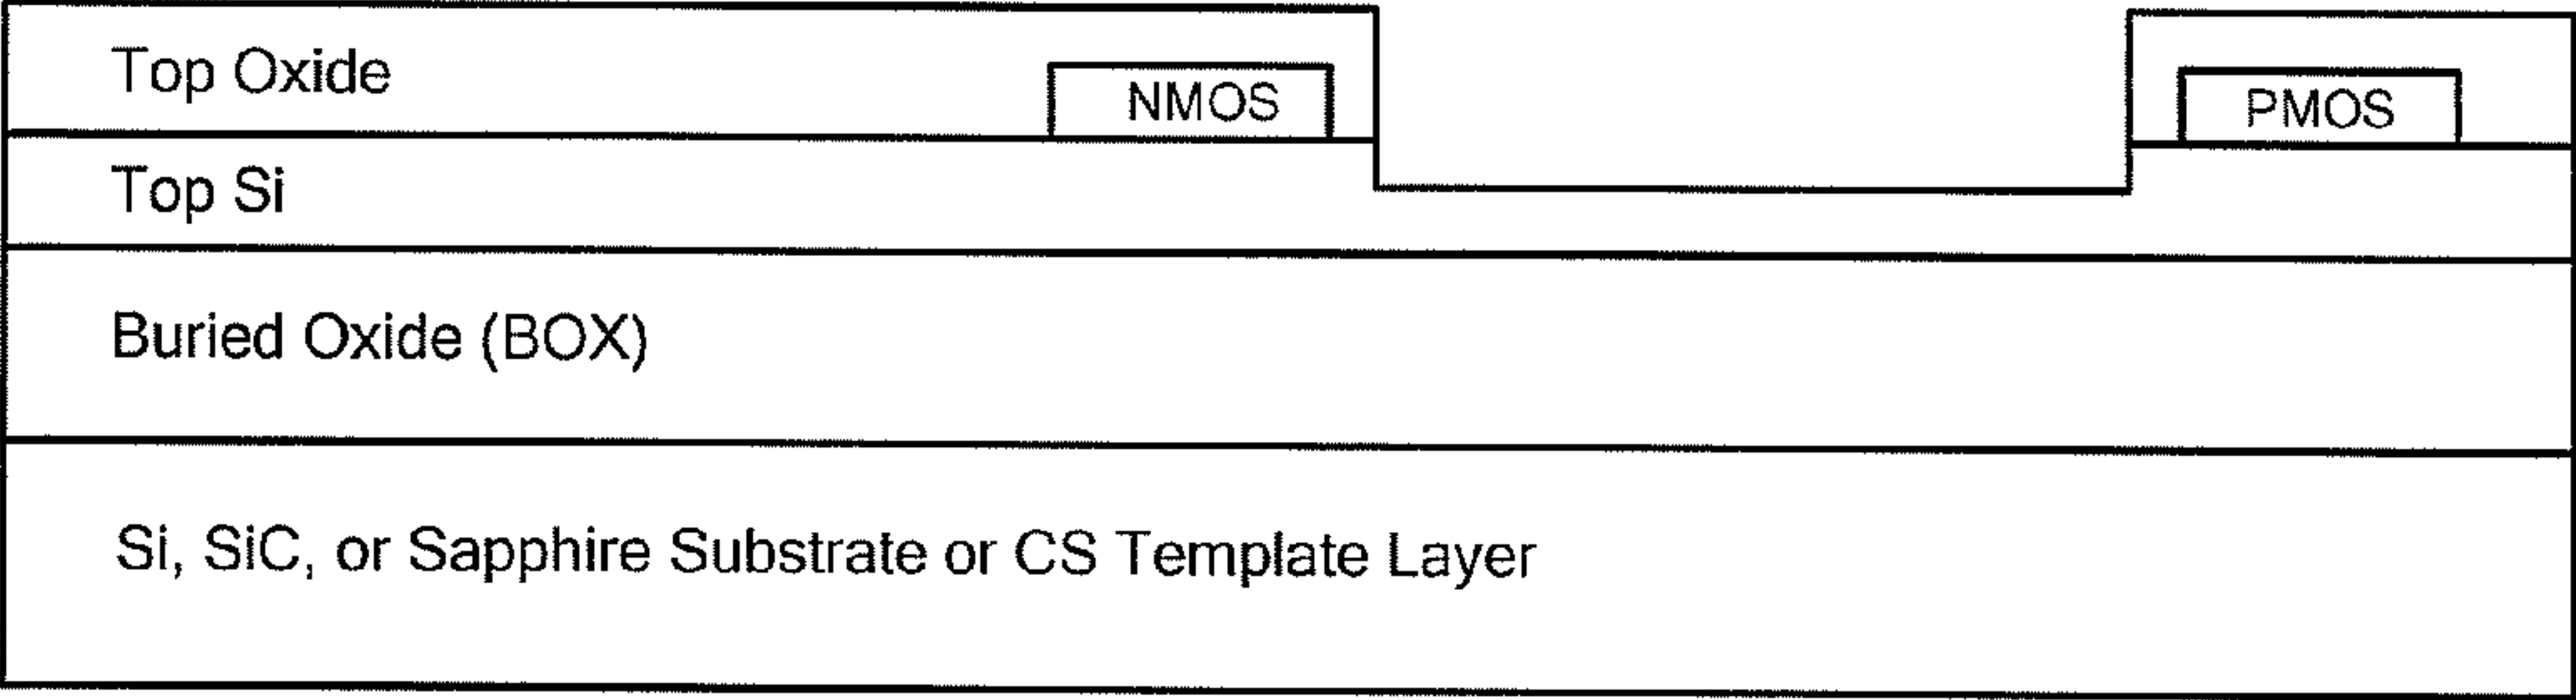 Top Oxide
NMOS
PMOS
Top Si
Buried Oxide (BOX)
Si, SiC, or Sapphire Substrate or CS Template Layer